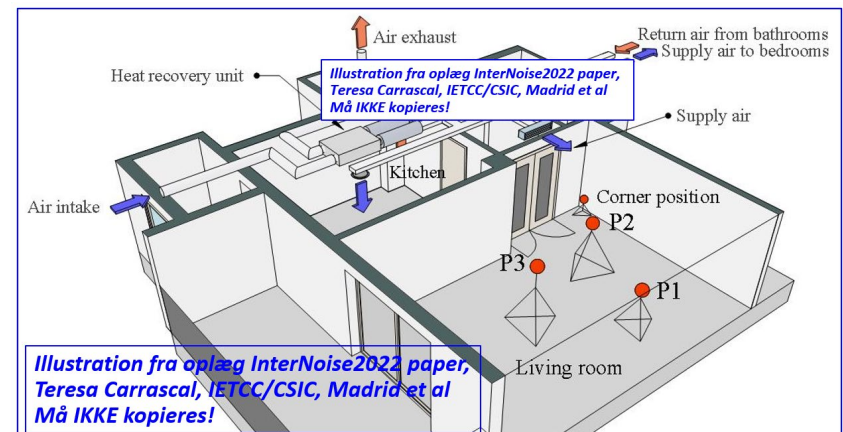 Air exhaust
Return air from bathrooms
Supply air to bedrooms
Heat recovery unit
Illustration fra oplæg InterNoise2022 paper,
Teresa Carrascal, IETCC/CSIC, Madrid et al
Må IKKE kopieres!
Supply air
Kitchen
Air intake
Corner position
P2
P3
P1
Living room
Illustration fra oplæg InterNoise2022 paper,
Teresa Carrascal, IETCC/CSIC, Madrid et al
Må IKKE kopieres!